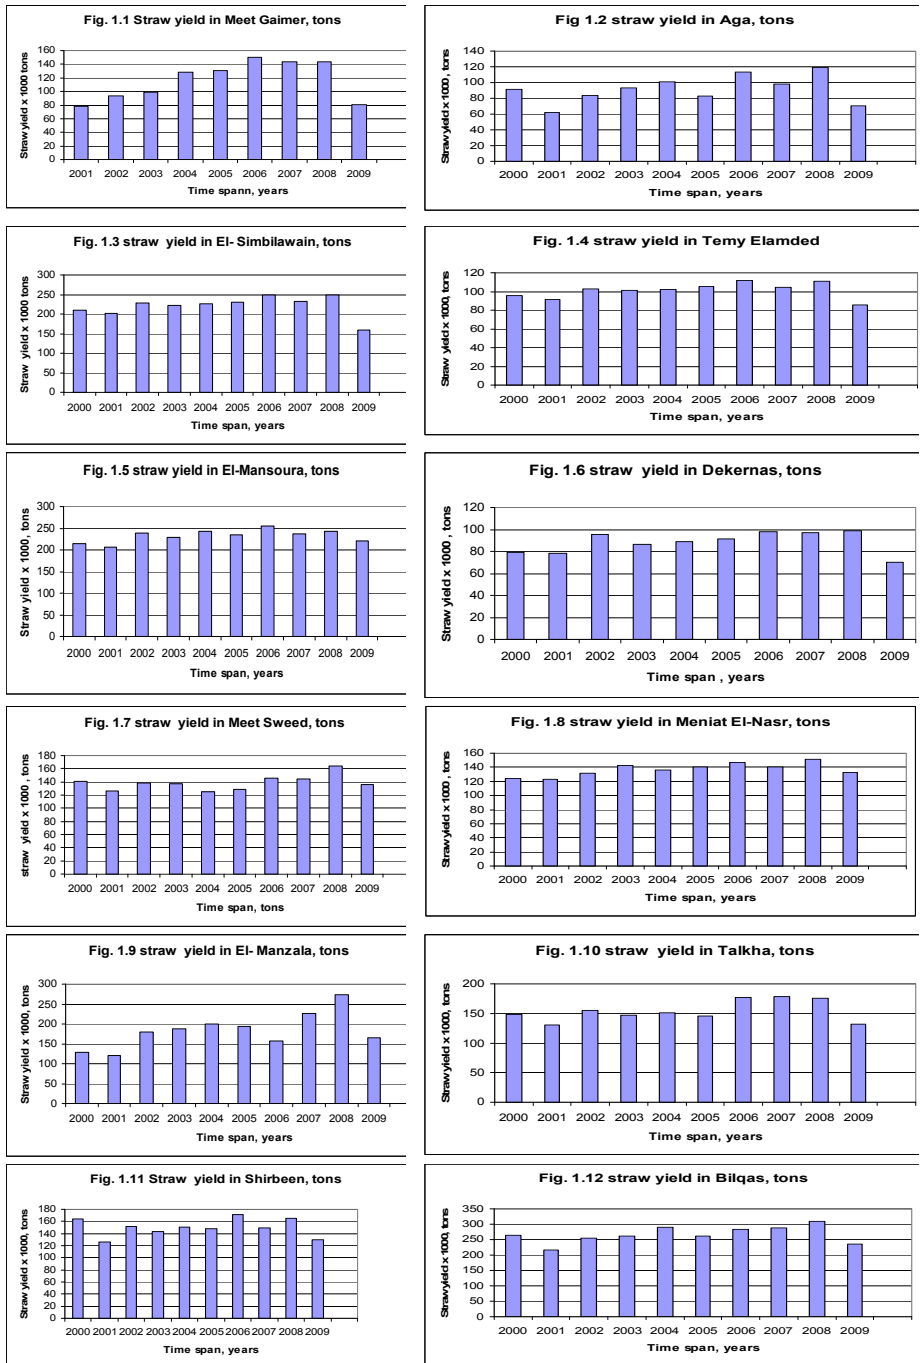 Fig. 1.1 Straw yield in Meet Gaimer, tons
Straw yield x 1000 tons
160
140
120
100
80
60
40
20
0
2001 2002 2003 2004 2005 2006 2007 2008 2009
Time spann, years
Fig 1.2 straw yield in Aga, tons
Straw yield x 1000, tons
140
120
100
80
60
40
20
0
2000 2001 2002 2003 2004 2005 2006 2007 2008 2009
Time span, years
Fig. 1.3 straw yield in El- Simbilawain, tons
Straw yield x 1000, tons
300
250
200
150
100
50
0
2000 2001 2002 2003 2004 2005 2006 2007 2008 2009
Time span, years
Fig. 1.4 straw yield in Temy Elamded
Straw yield x 1000, tons
120
100
80
60
40
20
0
2000 2001 2002 2003 2004 2005 2006 2007 2008 2009
Time span, years
Fig. 1.5 straw yield in El-Mansoura, tons
Straw yield x 1000, tons
300
250
200
150
100
50
0
2000 2001 2002 2003 2004 2005 2006 2007 2008 2009
Time span, years
Fig. 1.6 straw yield in Dekernas, tons
Straw yield x 1000 , tons
120
100
80
60
40
20
0
2000 2001 2002 2003 2004 2005 2006 2007 2008 2009
Time span , years
Fig. 1.7 straw yield in Meet Sweed, tons
straw yield x 1000 , tons
180
160
140
120
100
80
60
40
20
0
2000 2001 2002 2003 2004 2005 2006 2007 2008 2009
Time span, tons
Fig. 1.8 straw yield in Meniat El-Nasr, tons
Straw yield x 1000, tons
160
140
120
100
80
60
40
20
0
2000 2001 2002 2003 2004 2005 2006 2007 2008 2009
Time span, years
Fig. 1.9 straw yield in El- Manzala, tons
Straw yield x 1000, tons
300
250
200
150
100
50
0
2000 2001 2002 2003 2004 2005 2006 2007 2008 2009
Time span, years
Fig. 1.10 straw yield in Talkha, tons
Straw yield x 1000, tons
200
150
100
50
0
2000 2001 2002 2003 2004 2005 2006 2007 2008 2009
Time span, years
Fig. 1.11 Straw yield in Shirbeen, tons
Straw yield x 1000, tons
180
160
140
120
100
80
60
40
20
0
2000 2001 2002 2003 2004 2005 2006 2007 2008 2009
Time span, years
Fig. 1.12 straw yield in Bilqas, tons
Straw yield x 1000, tons
350
300
250
200
150
100
50
0
2000 2001 2002 2003 2004 2005 2006 2007 2008 2009
Time span, years